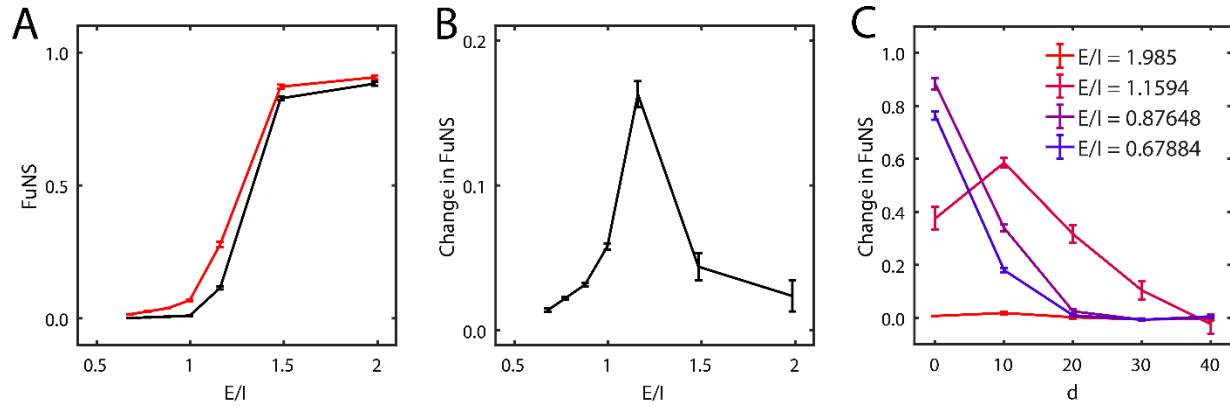 A
FuNS
1.0
0.5
0.0
0.5
1
1.5
2
E/I
B
Change in FuNS
0.2
0.1
0.0
0.5
1
1.5
2
E/I
C
Change in FuNS
1.0
0.8
0.6
0.4
0.2
0.0
0
10
20
30
40
d
E/I = 1.985
E/I = 1.1594
E/I = 0.87648
E/I = 0.67884